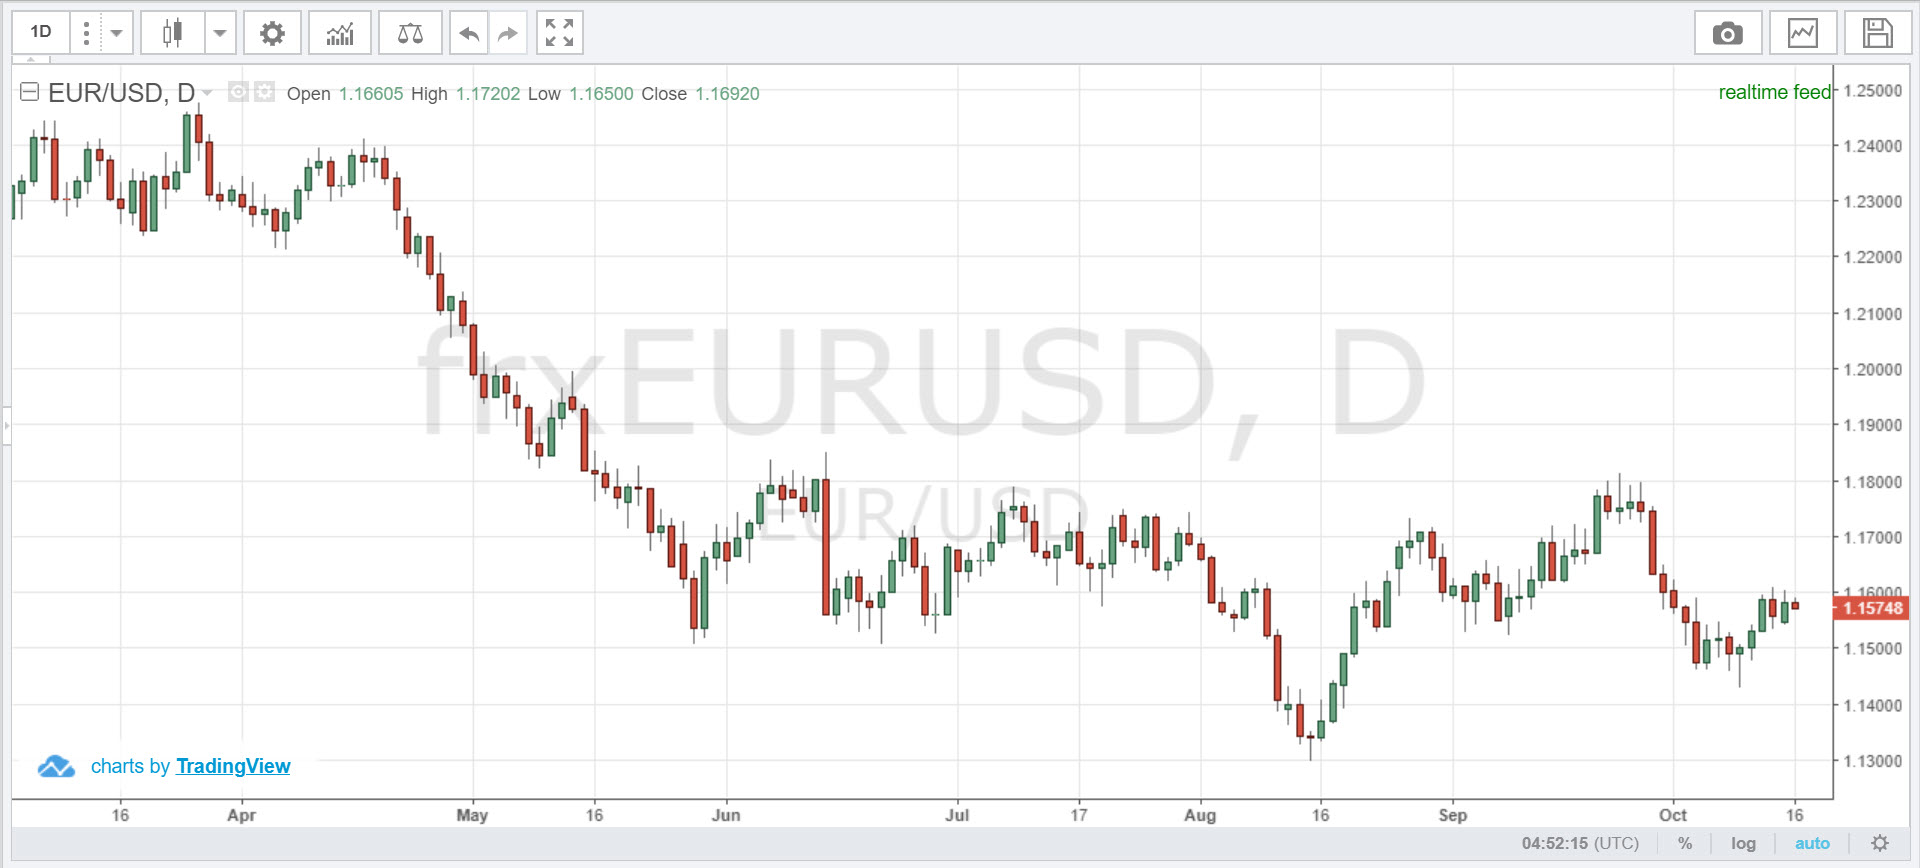 1D
EUR/USD, D Open 1.16605 High 1.17202 Low 1.16500 Close 1.16920
realtime feed
1.25000
1.24000
1.23000
1.22000
1.21000
1.20000
1.19000
1.18000
1.17000
1.16000
1.15748
1.15000
1.14000
1.13000
frxEURUSD, D
EUR/USD
charts by TradingView
16 Apr May 16 Jun Jul 17 Aug 16 Sep Oct 16
04:52:15 (UTC) % log auto